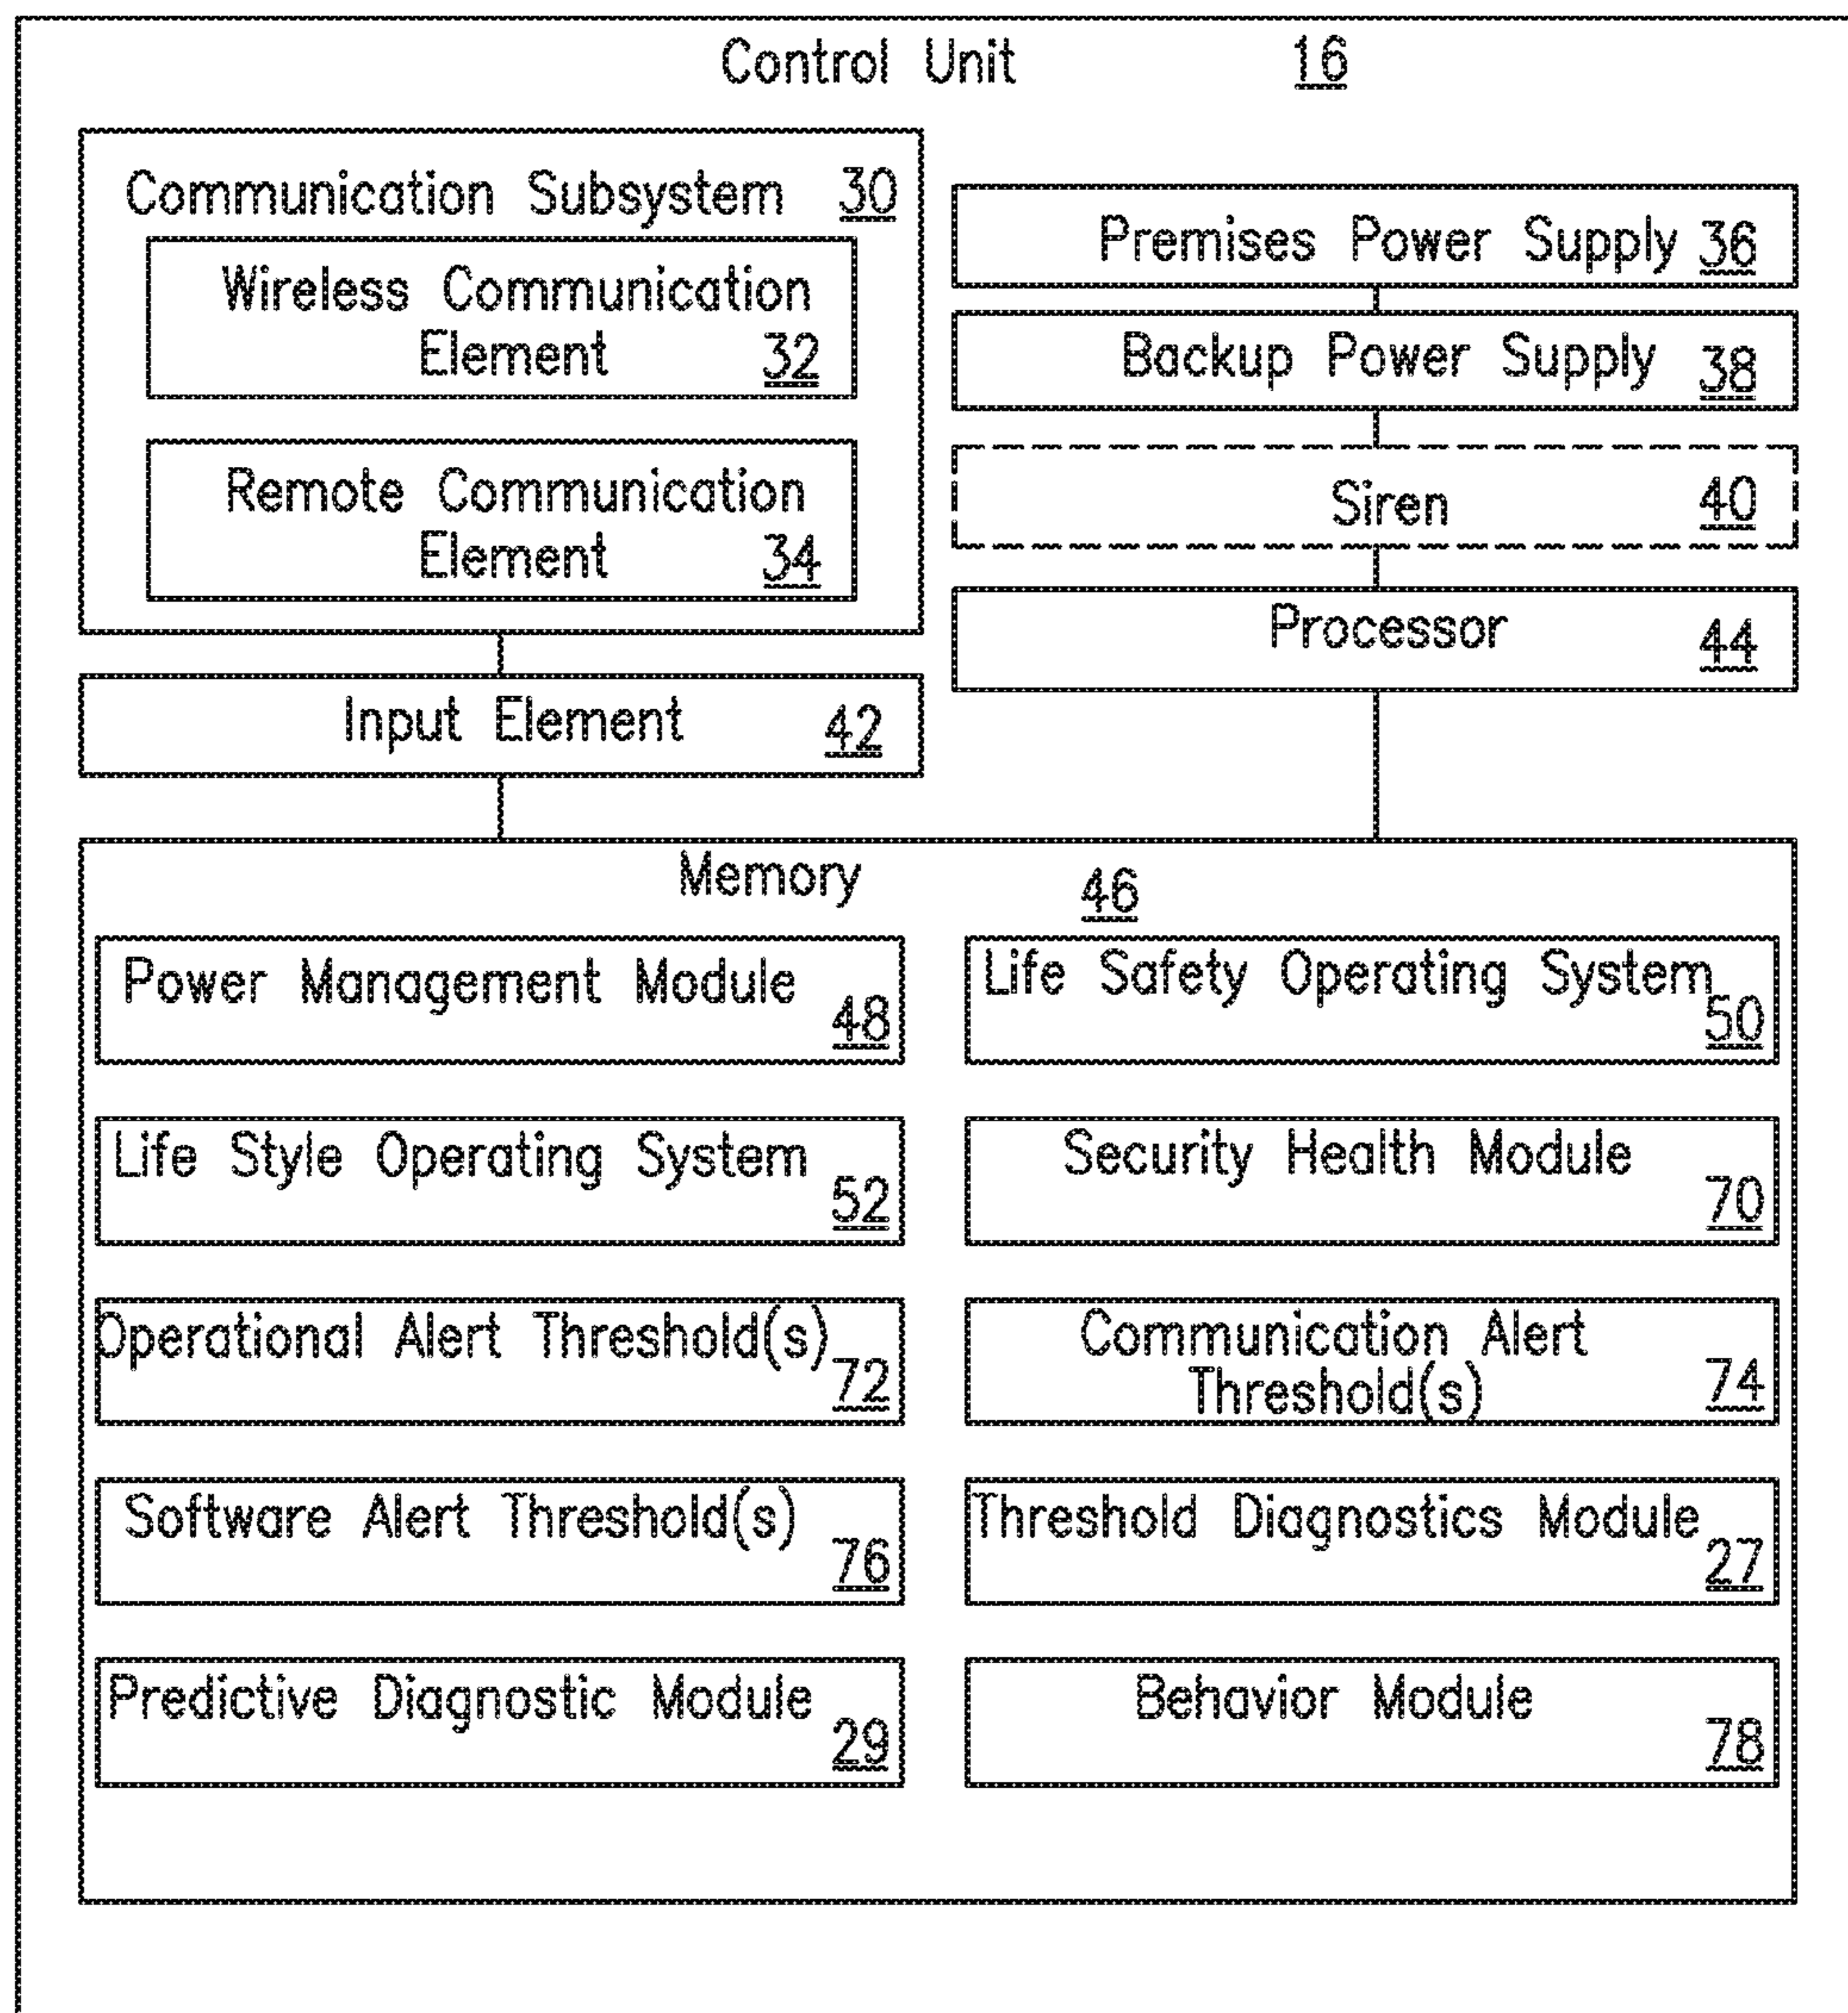 Control Unit 16
Communication Subsystem 30
Wireless Communication
Element 32
Remote Communication
Element 34
Input Element 42
Premises Power Supply 36
Backup Power Supply 38
Siren 40
Processor 44
Memory 46
Power Management Module
48
Life Safety Operating System
50
Life Style Operating System
52
Security Health Module
70
Operational Alert Threshold(s)
72
Communication Alert
Threshold(s) 74
Software Alert Threshold(s)
76
Threshold Diagnostics Module
27
Predictive Diagnostic Module
29
Behavior Module
78